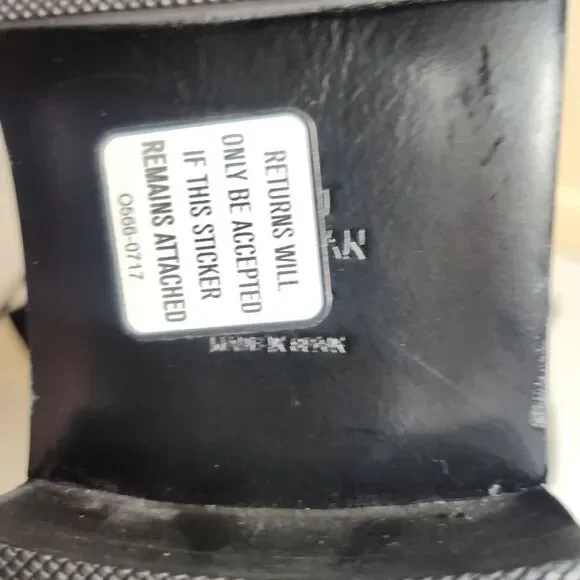 RETURNS WILL
ONLY BE ACCEPTED
IF THIS STICKER
REMAINS ATTACHED
O566-0717